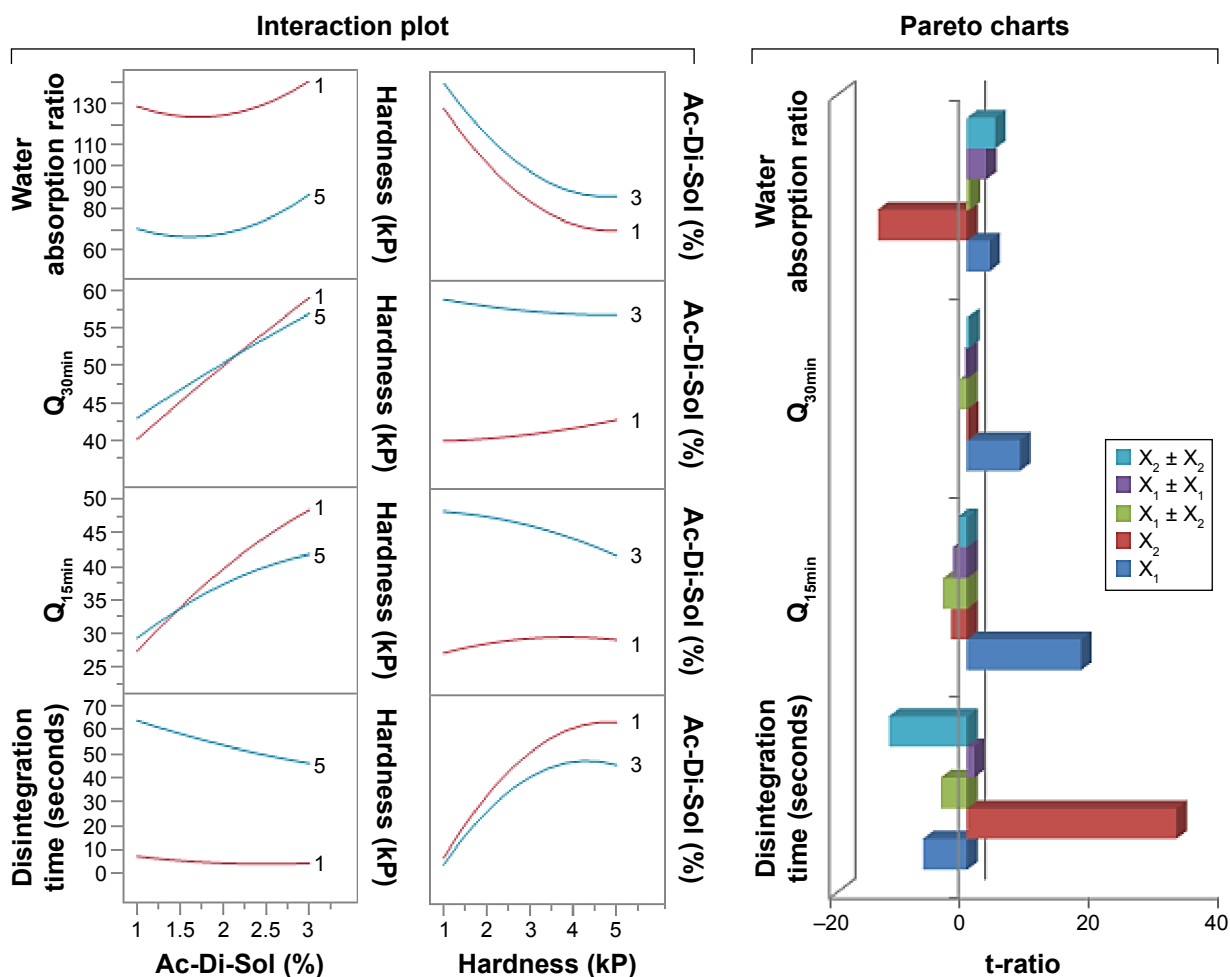 Interaction plot
Pareto charts
Water
absorption ratio
130
110
100
90
80
60
1
5
Hardness (kP)
3
1
Ac-Di-Sol (%)
Q30min
60
55
50
45
40
1
5
Hardness (kP)
3
1
Ac-Di-Sol (%)
Q15min
50
45
40
35
30
25
1
5
Hardness (kP)
3
1
Ac-Di-Sol (%)
Disintegration
time (seconds)
70
60
50
40
30
20
10
0
5
1
Hardness (kP)
1
3
Ac-Di-Sol (%)
1 1.5 2 2.5 3
Ac-Di-Sol (%)
1 2 3 4 5
Hardness (kP)
Water
absorption ratio
Q30min
Q15min
Disintegration
time (seconds)
X2 ± X2
X1 ± X1
X1 ± X2
X2
X1
–20 0 20 40
t-ratio